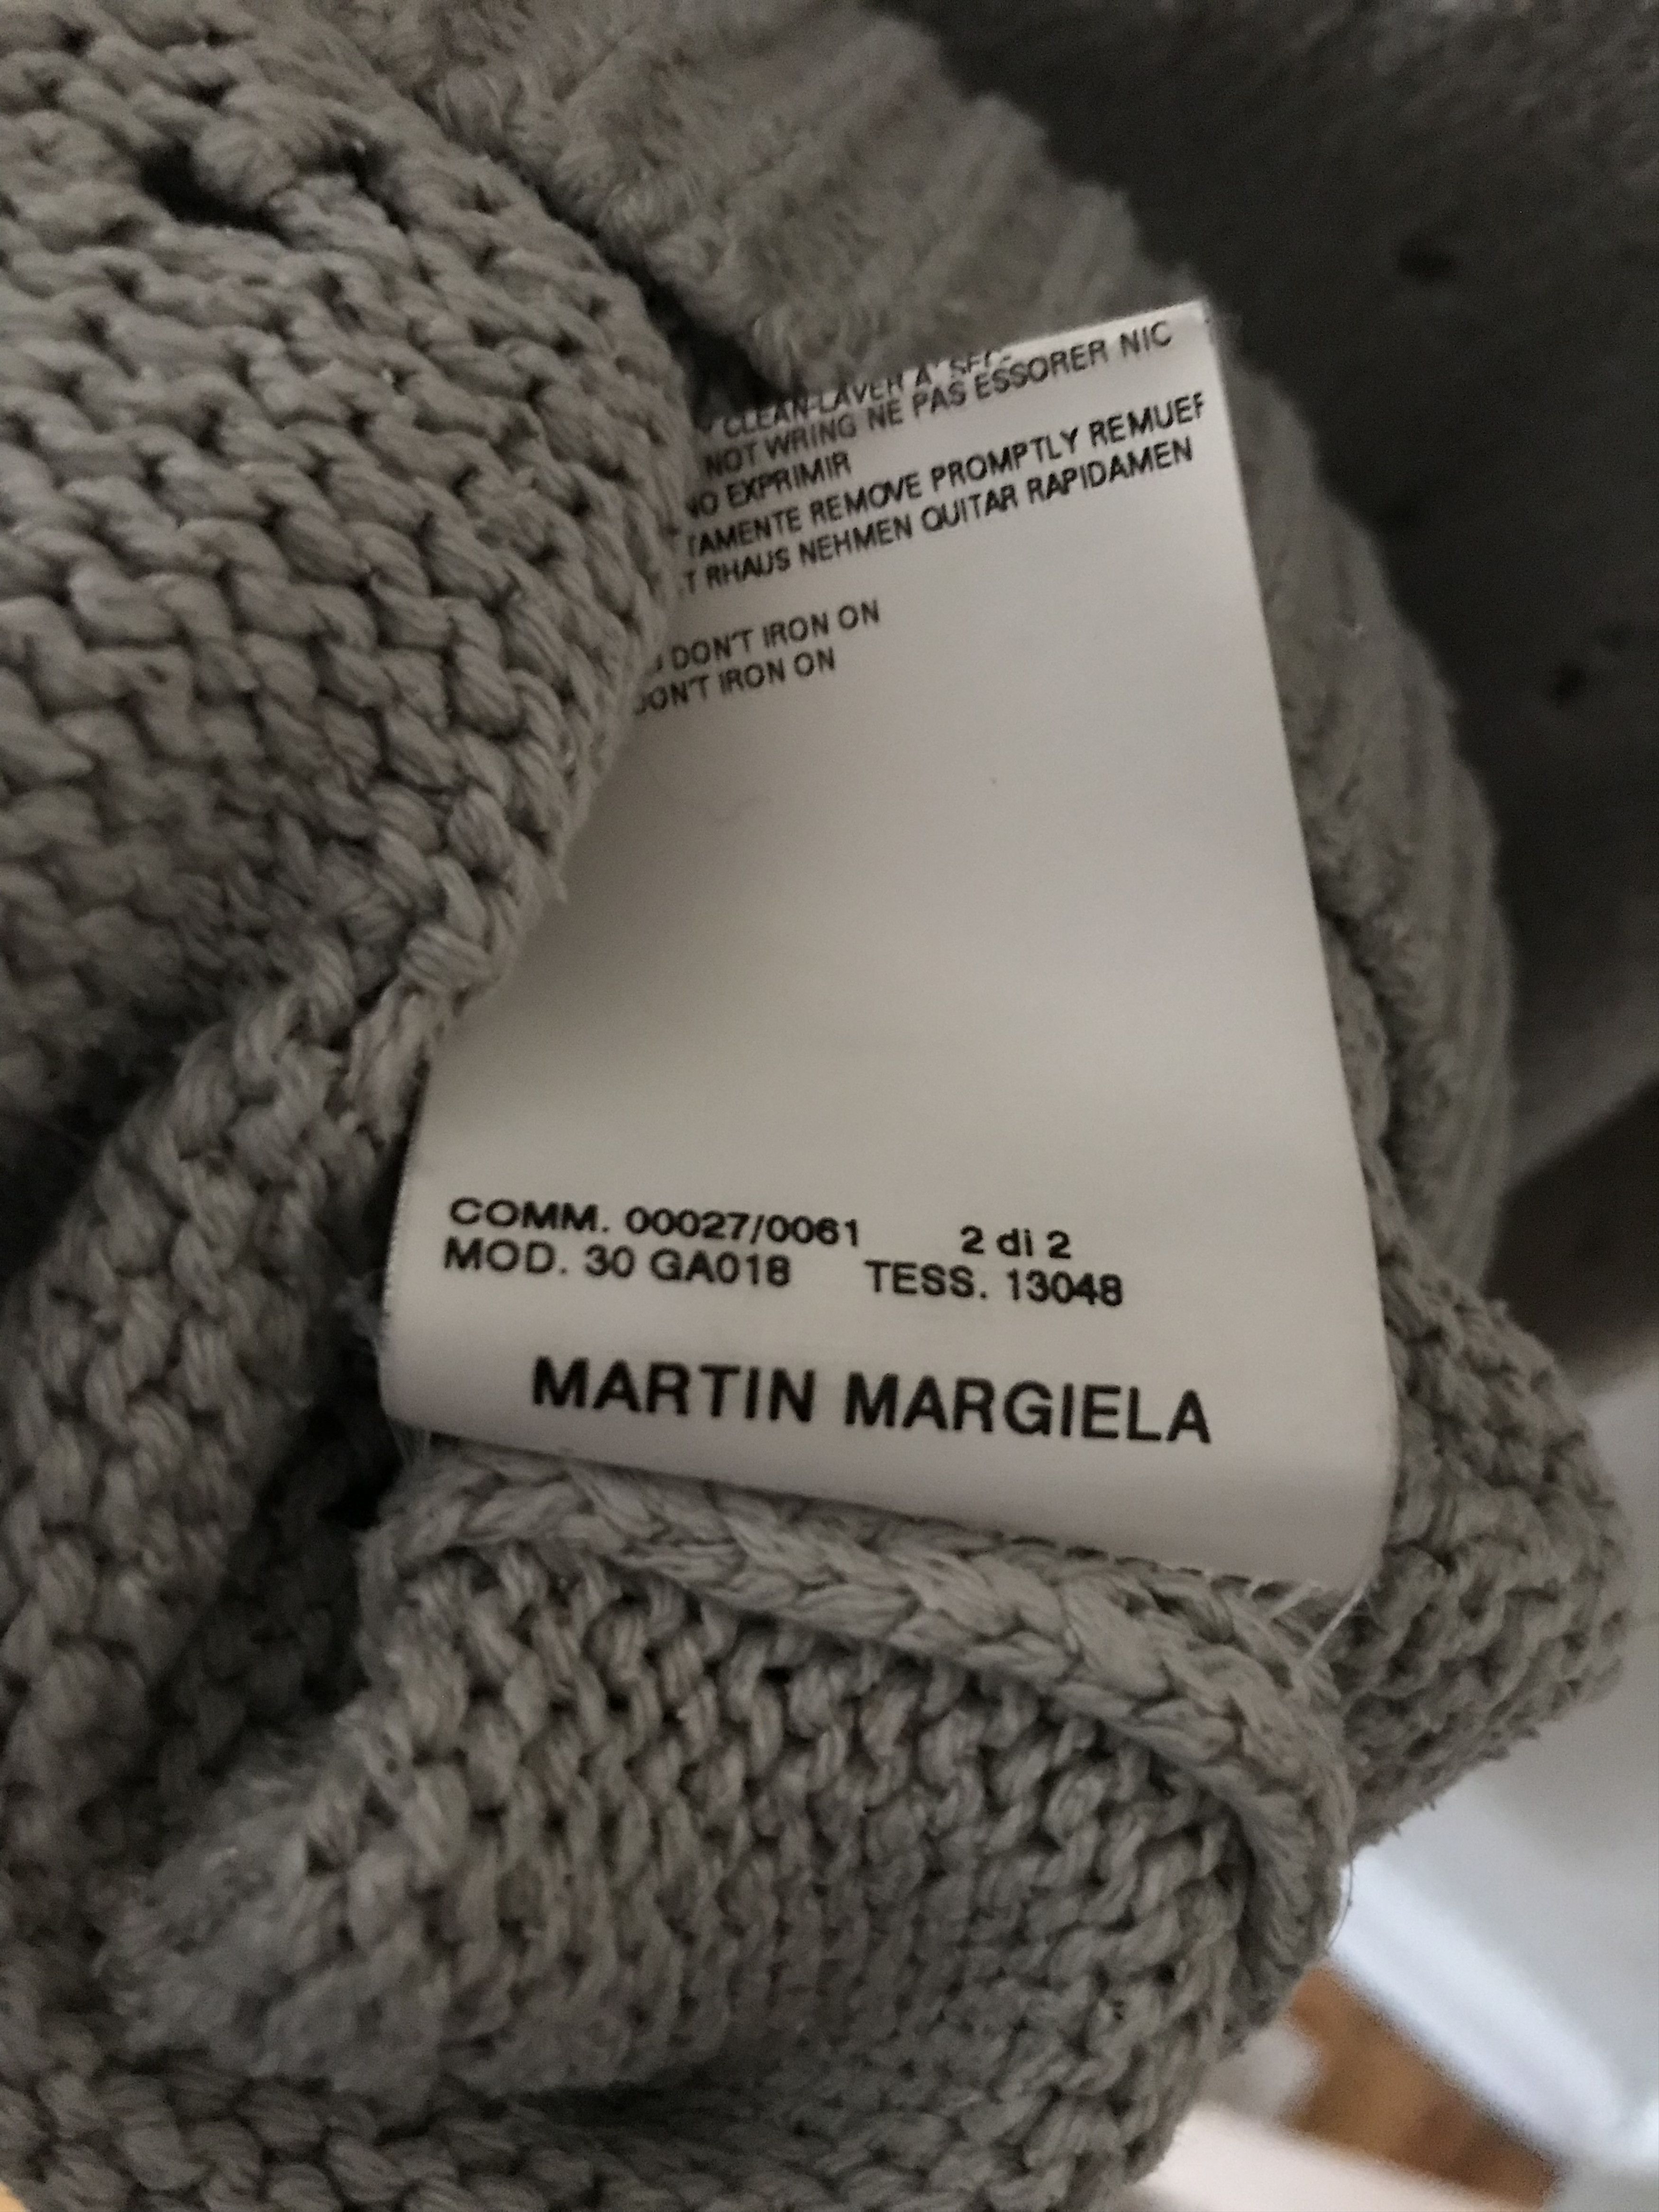 CLEAN-LAVER A' SEC-
NOT WRING NE PAS ESSORER NIC
NO EXPRIMIR
TAMENTE REMOVE PROMPTLY REMUER
T RHAUS NEHMEN QUITAR RAPIDAMEN
DON'T IRON ON
DON'T IRON ON
COMM. 00027/0061 2 di 2
MOD. 30 GA018 TESS. 13048
MARTIN MARGIELA